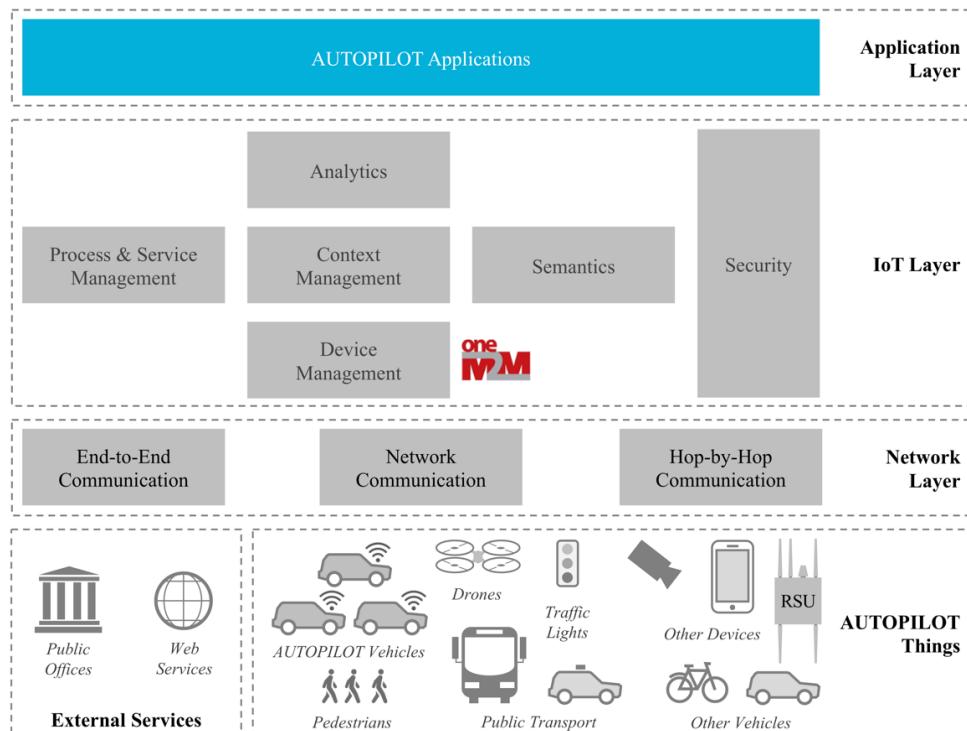 AUTOPILOT Applications
Application
Layer
Analytics
Process & Service
Management
Context
Management
Semantics
Security
IoT Layer
Device
Management
one
M2M
End-to-End
Communication
Network
Communication
Hop-by-Hop
Communication
Network
Layer
Public
Offices
Web
Services
External Services
AUTOPILOT Vehicles
Drones
Traffic
Lights
Other Devices
RSU
AUTOPILOT
Things
Pedestrians
Public Transport
Other Vehicles